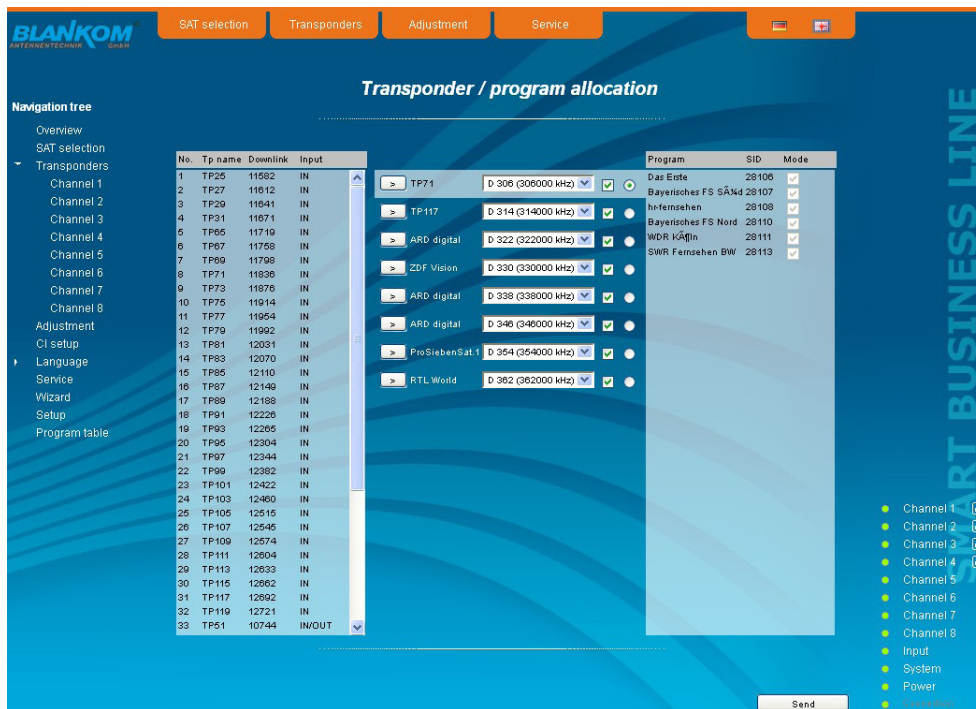 BLANKOM
ANTENNENTECHNIK GmbH
SAT selection
Transponders
Adjustment
Service
Transponder / program allocation
Navigation tree
Overview
SAT selection
Transponders
Channel 1
Channel 2
Channel 3
Channel 4
Channel 5
Channel 6
Channel 7
Channel 8
Adjustment
CI setup
Language
Service
Wizard
Setup
Program table
No. Tp name Downlink Input
1 TP25 11582 IN
2 TP27 11612 IN
3 TP29 11641 IN
4 TP31 11671 IN
5 TP65 11719 IN
6 TP67 11758 IN
7 TP69 11798 IN
8 TP71 11836 IN
9 TP73 11876 IN
10 TP75 11914 IN
11 TP77 11954 IN
12 TP79 11992 IN
13 TP81 12031 IN
14 TP83 12070 IN
15 TP85 12110 IN
16 TP87 12149 IN
17 TP89 12188 IN
18 TP91 12226 IN
19 TP93 12265 IN
20 TP95 12304 IN
21 TP97 12344 IN
22 TP99 12382 IN
23 TP101 12422 IN
24 TP103 12460 IN
25 TP105 12515 IN
26 TP107 12545 IN
27 TP109 12574 IN
28 TP111 12604 IN
29 TP113 12633 IN
30 TP115 12662 IN
31 TP117 12692 IN
32 TP119 12721 IN
33 TP51 10744 IN/OUT
> TP71 D 306 (306000 kHz)
> TP117 D 314 (314000 kHz)
> ARD digital D 322 (322000 kHz)
> ZDF Vision D 330 (330000 kHz)
> ARD digital D 338 (338000 kHz)
> ARD digital D 346 (346000 kHz)
> ProSiebenSat.1 D 354 (354000 kHz)
> RTL World D 362 (362000 kHz)
Program SID Mode
Das Erste 28106
Bayerisches FS SÃ¼d 28107
hr-fernsehen 28108
Bayerisches FS Nord 28110
WDR KÃ¶ln 28111
SWR Fernsehen BW 28113
SMART BUSINESS LINE
Channel 1
Channel 2
Channel 3
Channel 4
Channel 5
Channel 6
Channel 7
Channel 8
Input
System
Power
Send